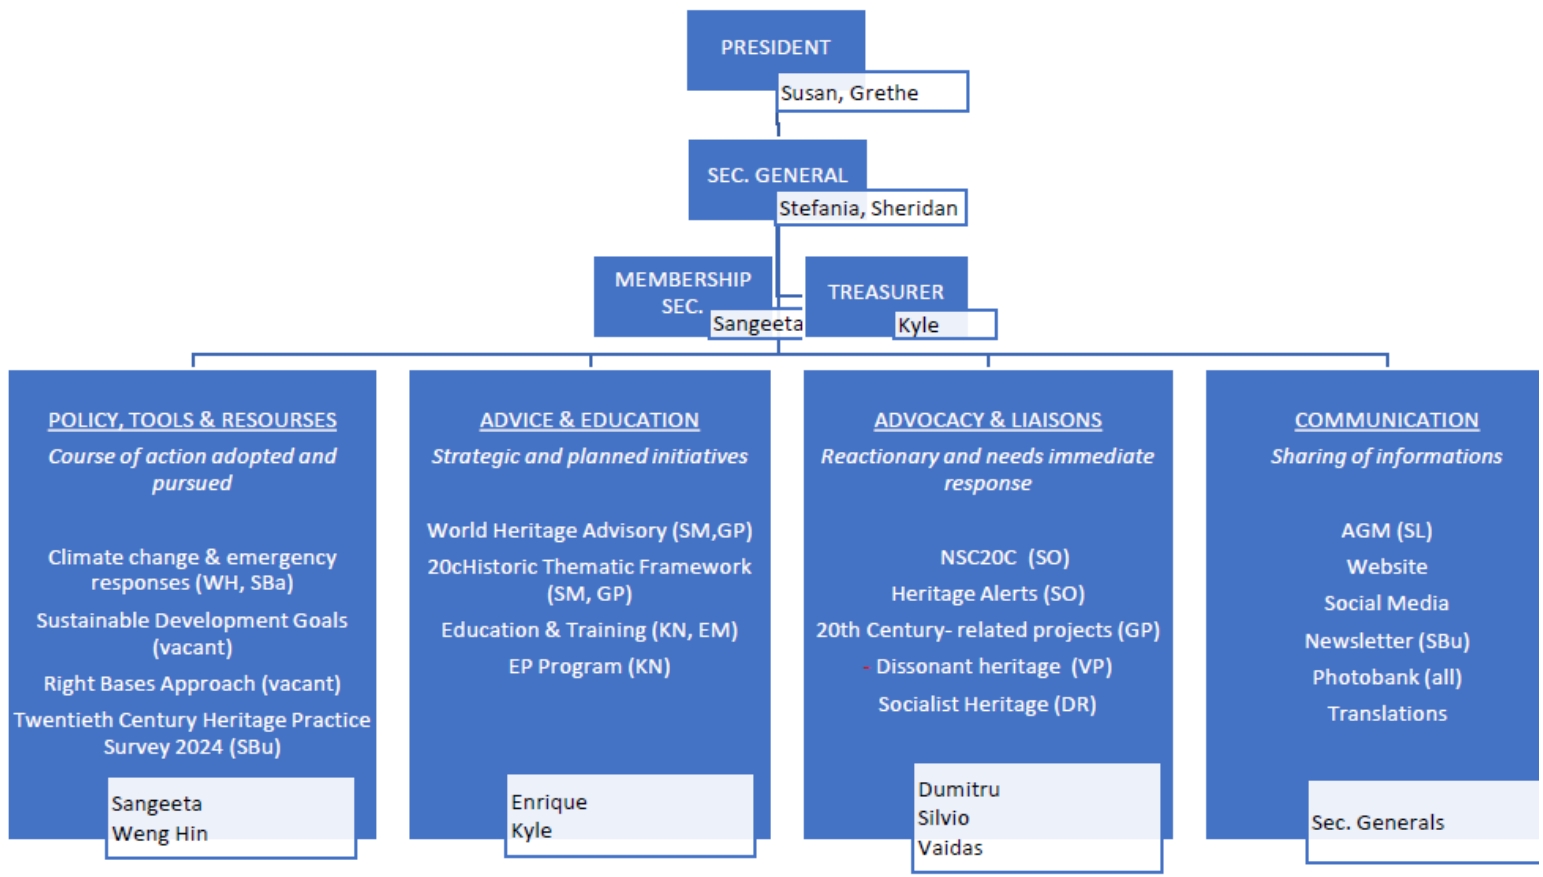 PRESIDENT
Susan, Grethe
SEC. GENERAL
Stefania, Sheridan
MEMBERSHIP
SEC.
Sangeeta
TREASURER
Kyle
POLICY, TOOLS & RESOURSES
Course of action adopted and
pursued
Climate change & emergency
responses (WH, SBa)
Sustainable Development Goals
(vacant)
Right Bases Approach (vacant)
Twentieth Century Heritage Practice
Survey 2024 (SBu)
Sangeeta
Weng Hin
ADVICE & EDUCATION
Strategic and planned initiatives
World Heritage Advisory (SM,GP)
20cHistoric Thematic Framework
(SM, GP)
Education & Training (KN, EM)
EP Program (KN)
Enrique
Kyle
ADVOCACY & LIAISONS
Reactionary and needs immediate
response
NSC20C (SO)
Heritage Alerts (SO)
20th Century- related projects (GP)
- Dissonant heritage (VP)
Socialist Heritage (DR)
Dumitru
Silvio
Vaidas
COMMUNICATION
Sharing of informations
AGM (SL)
Website
Social Media
Newsletter (SBu)
Photobank (all)
Translations
Sec. Generals